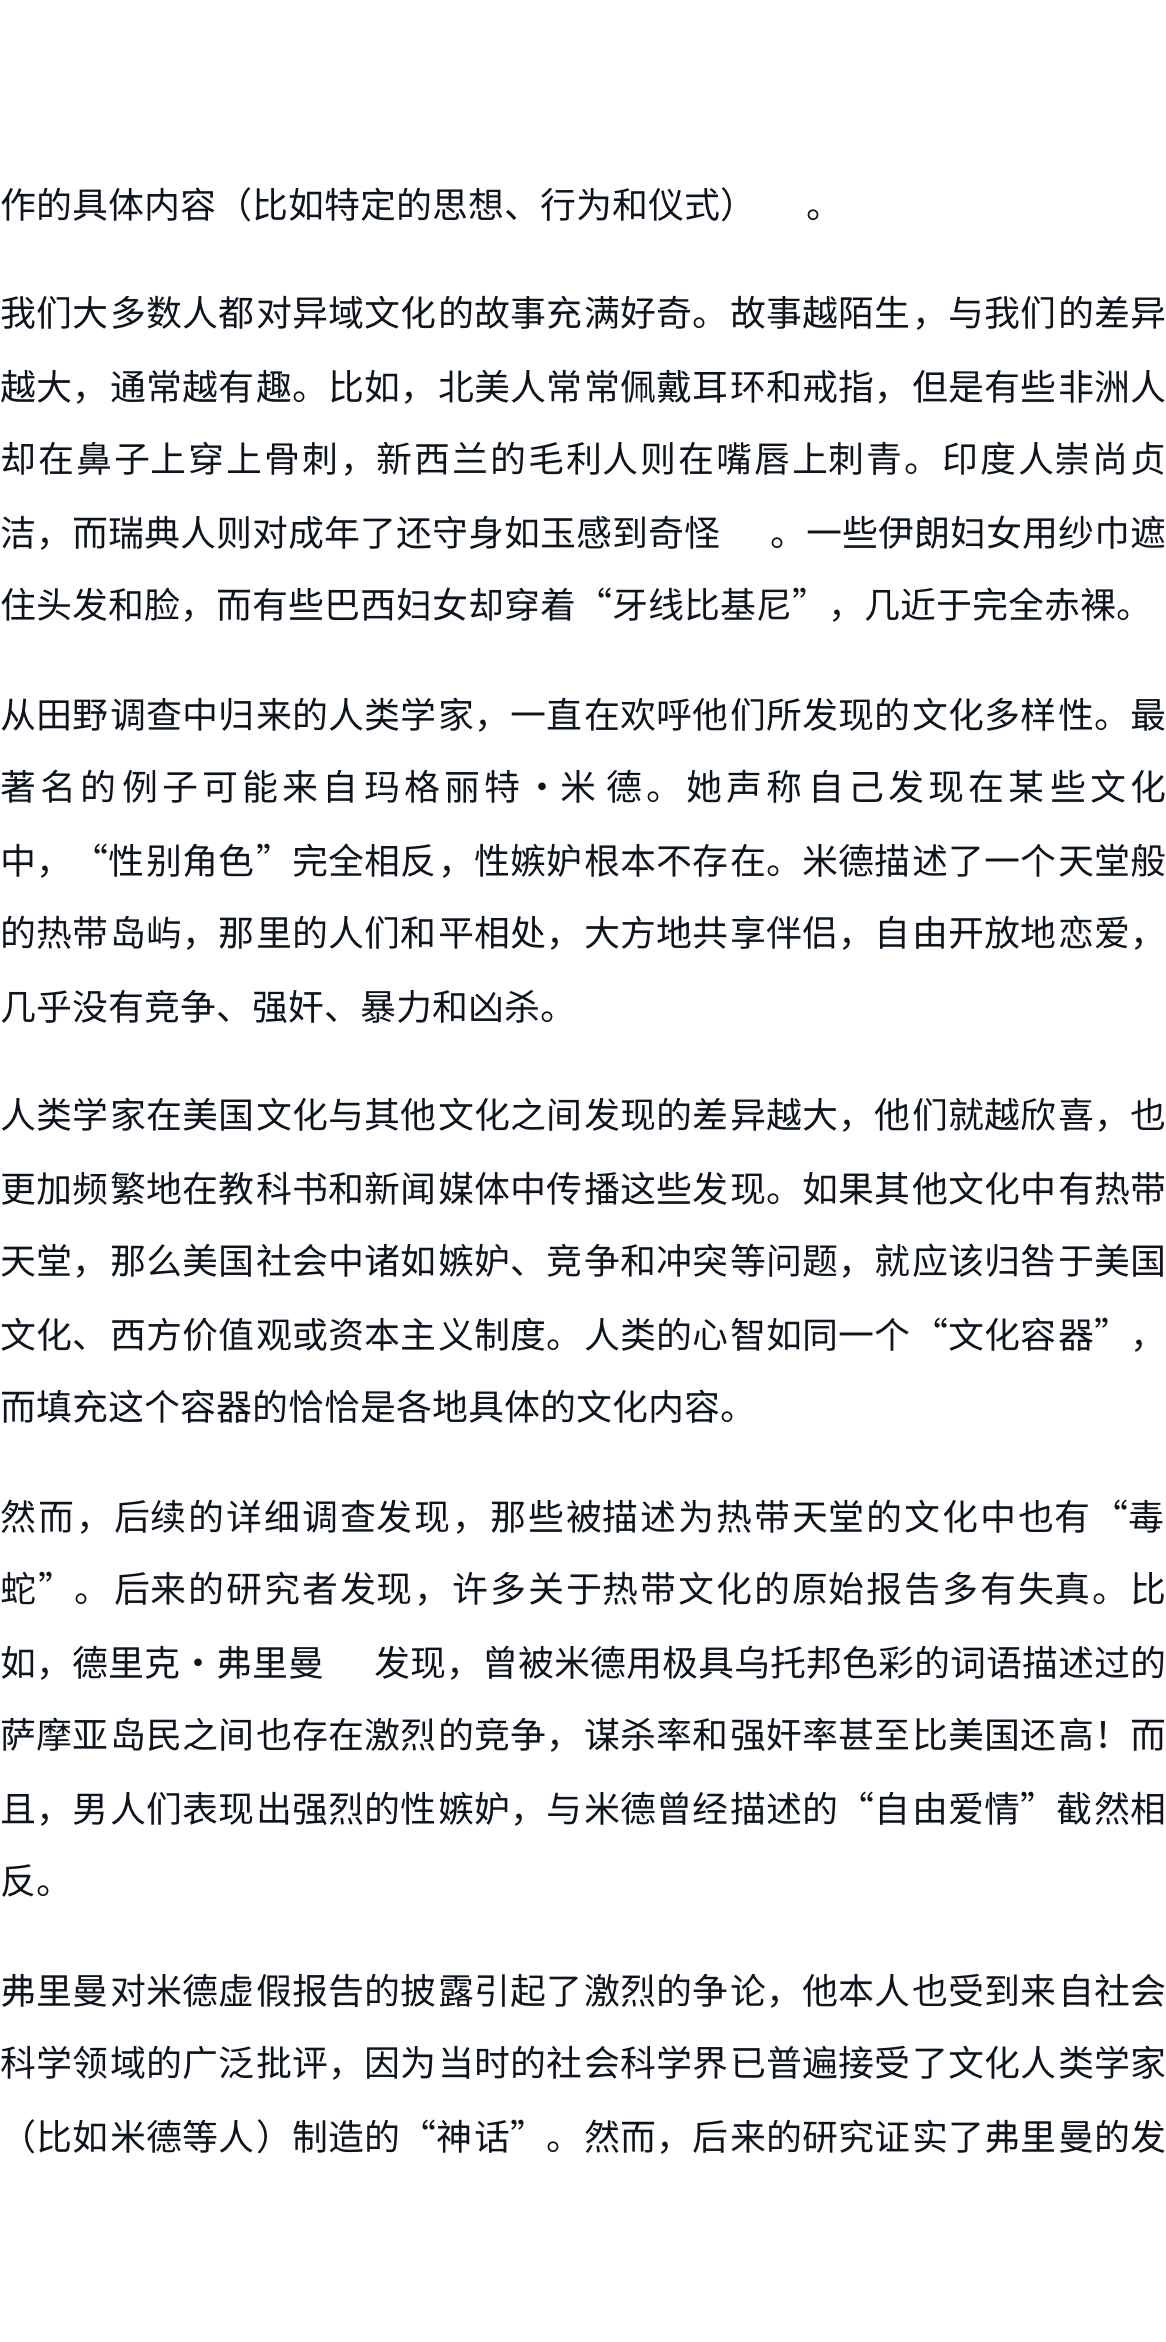 作的具体内容（比如特定的思想、行为和仪式）　。
我们大多数人都对异域文化的故事充满好奇。故事越陌生，与我们的差异
越大，通常越有趣。比如，北美人常常佩戴耳环和戒指，但是有些非洲人
却在鼻子上穿上骨刺，新西兰的毛利人则在嘴唇上刺青。印度人崇尚贞
洁，而瑞典人则对成年了还守身如玉感到奇怪　。一些伊朗妇女用纱巾遮
住头发和脸，而有些巴西妇女却穿着“牙线比基尼”，几近于完全赤裸。
从田野调查中归来的人类学家，一直在欢呼他们所发现的文化多样性。最
著名的例子可能来自玛格丽特·米德。她声称自己发现在某些文化
中，“性别角色”完全相反，性嫉妒根本不存在。米德描述了一个天堂般
的热带岛屿，那里的人们和平相处，大方地共享伴侣，自由开放地恋爱，
几乎没有竞争、强奸、暴力和凶杀。
人类学家在美国文化与其他文化之间发现的差异越大，他们就越欣喜，也
更加频繁地在教科书和新闻媒体中传播这些发现。如果其他文化中有热带
天堂，那么美国社会中诸如嫉妒、竞争和冲突等问题，就应该归咎于美国
文化、西方价值观或资本主义制度。人类的心智如同一个“文化容器”，
而填充这个容器的恰恰是各地具体的文化内容。
然而，后续的详细调查发现，那些被描述为热带天堂的文化中也有“毒
蛇”。后来的研究者发现，许多关于热带文化的原始报告多有失真。比
如，德里克·弗里曼　发现，曾被米德用极具乌托邦色彩的词语描述过的
萨摩亚岛民之间也存在激烈的竞争，谋杀率和强奸率甚至比美国还高！而
且，男人们表现出强烈的性嫉妒，与米德曾经描述的“自由爱情”截然相
反。
弗里曼对米德虚假报告的披露引起了激烈的争论，他本人也受到来自社会
科学领域的广泛批评，因为当时的社会科学界已普遍接受了文化人类学家
（比如米德等人）制造的“神话”。然而，后来的研究证实了弗里曼的发